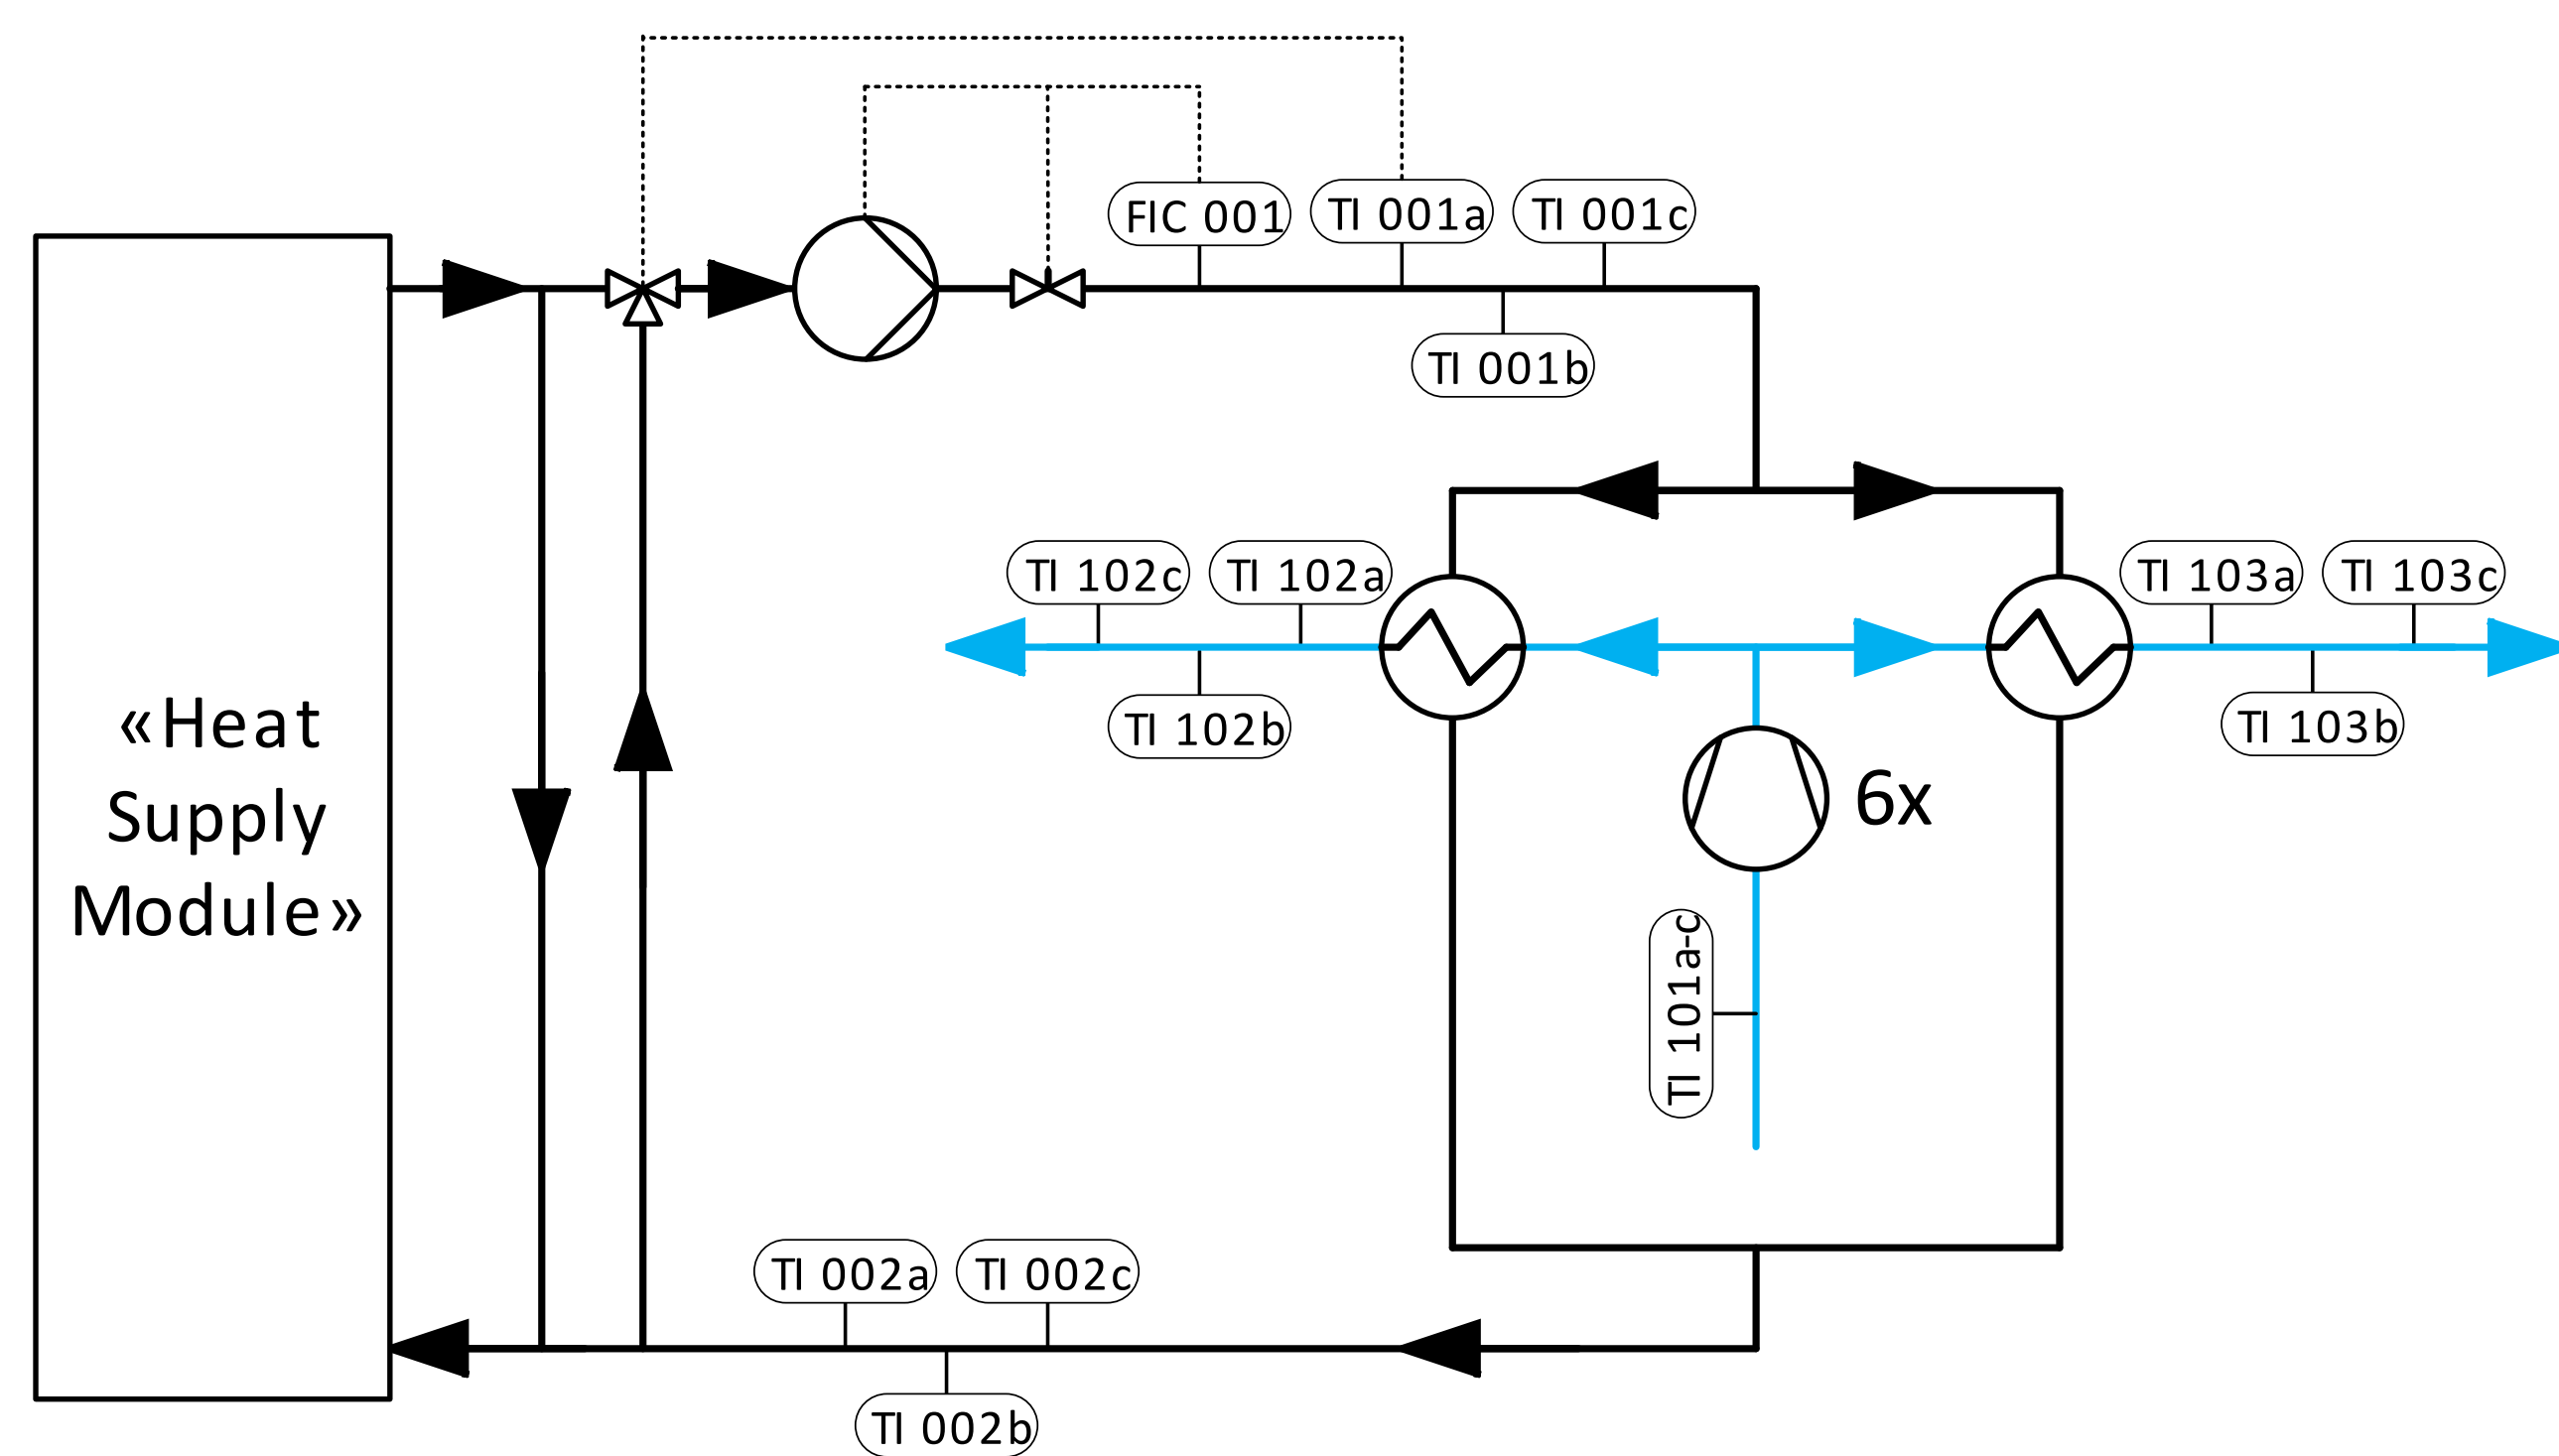 FIC 001
TI 001a
TI 001c
TI 001b
TI 102c
TI 102a
TI 103a
TI 103c
TI 102b
TI 103b
«Heat
Supply
Module»
6x
TI 101a-c
TI 002a
TI 002c
TI 002b